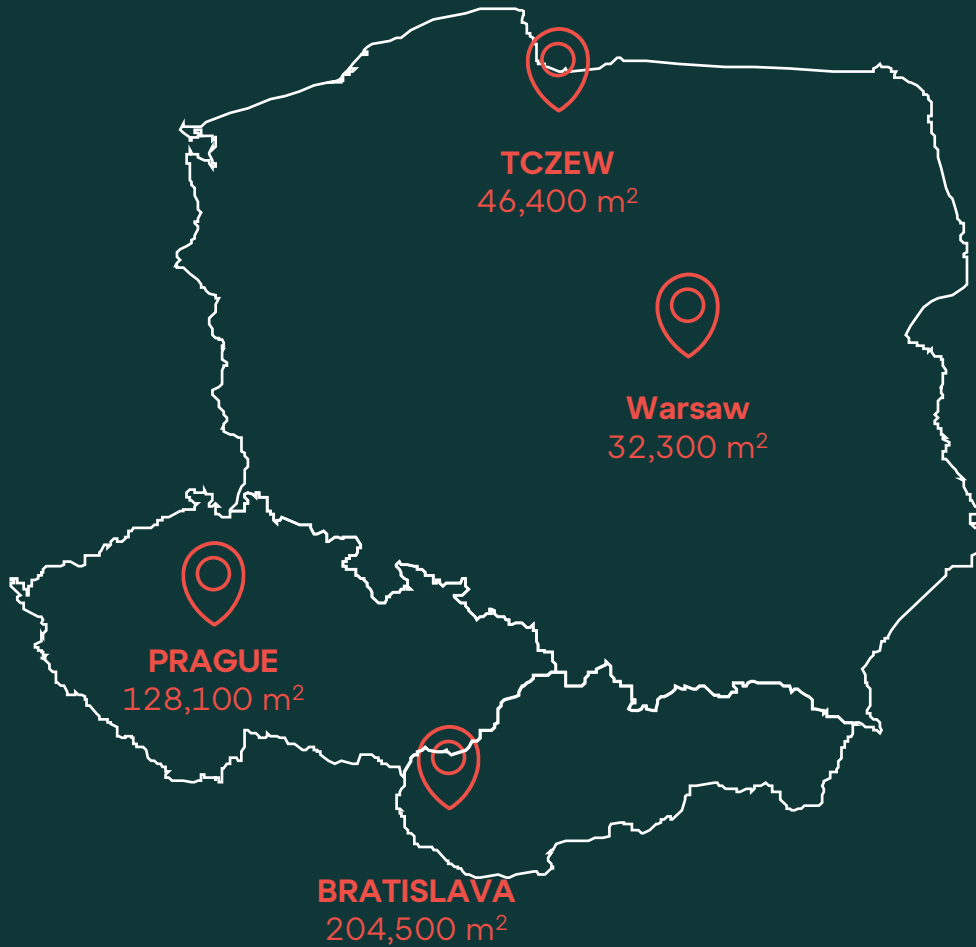 TCZEW
46,400 m²
Warsaw
32,300 m²
PRAGUE
128,100 m²
BRATISLAVA
204,500 m²